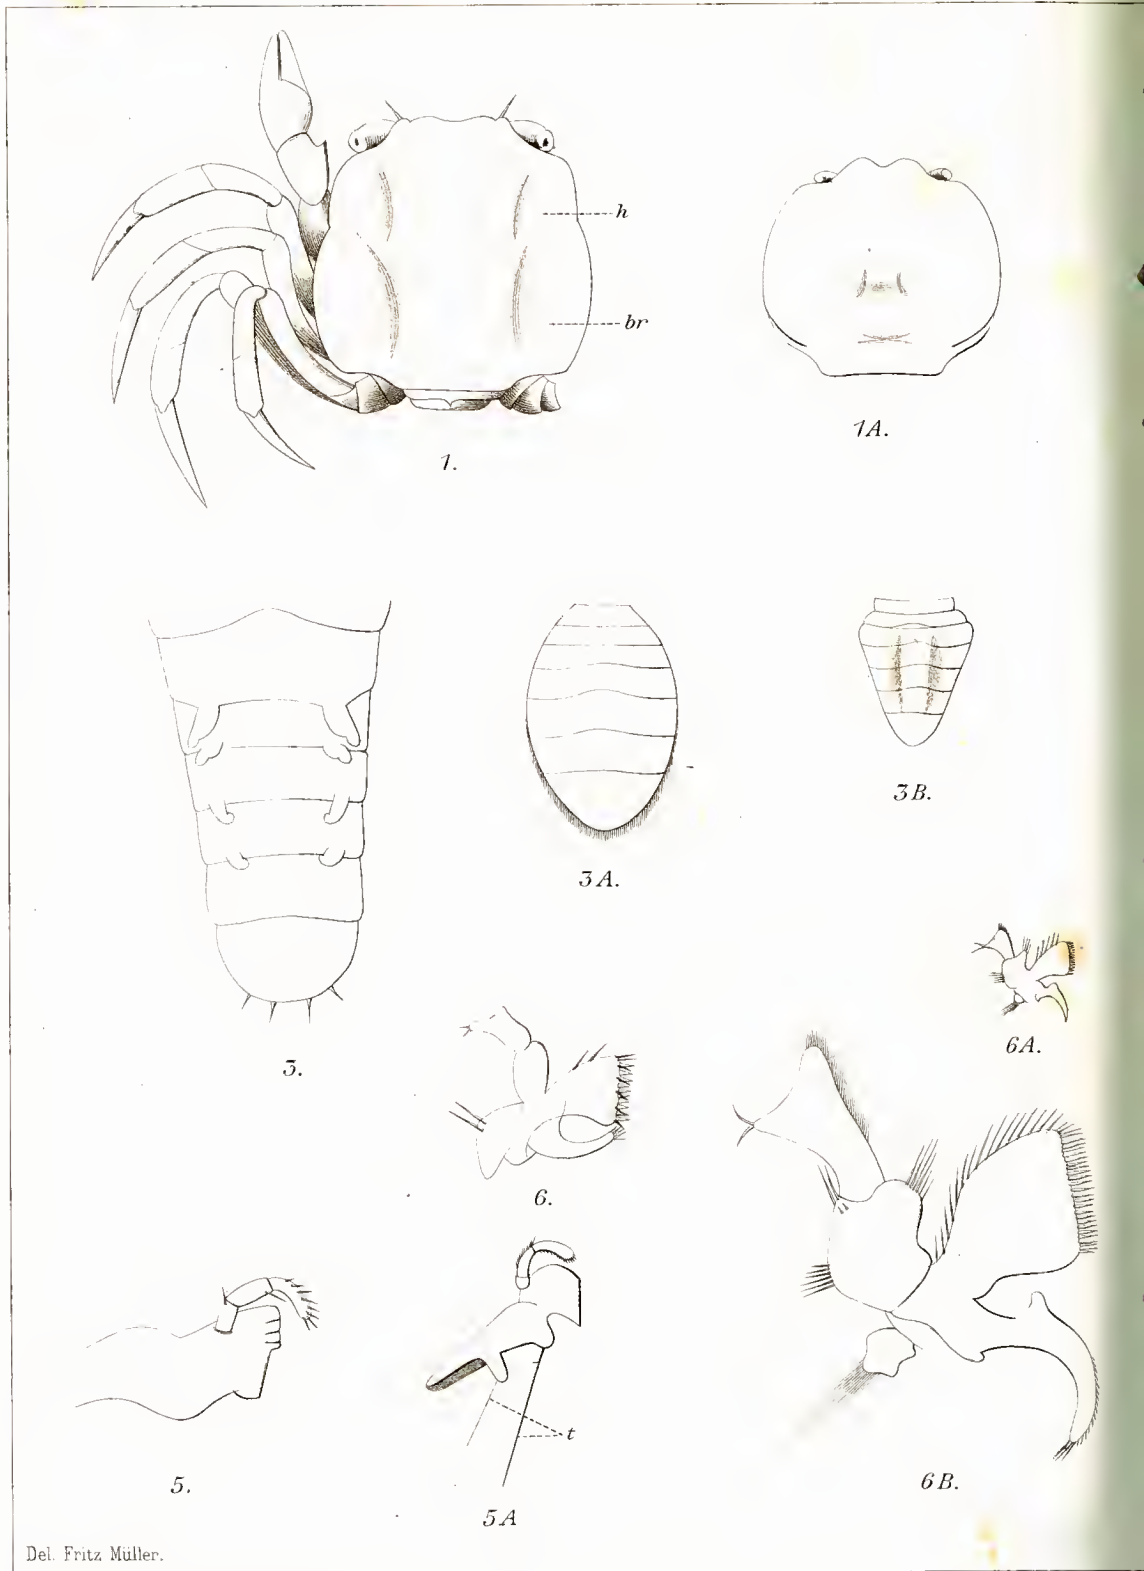 h
br
1.
1A.
3.
3A.
3B.
6.
6A.
6B.
5.
5A
t
Del. Fritz Müller.